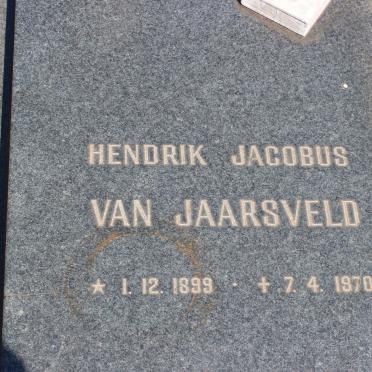 HENDRIK JACOBUS
VAN JAARSVELD
★ 1. 12. 1899 · ✝ 7. 4. 1970